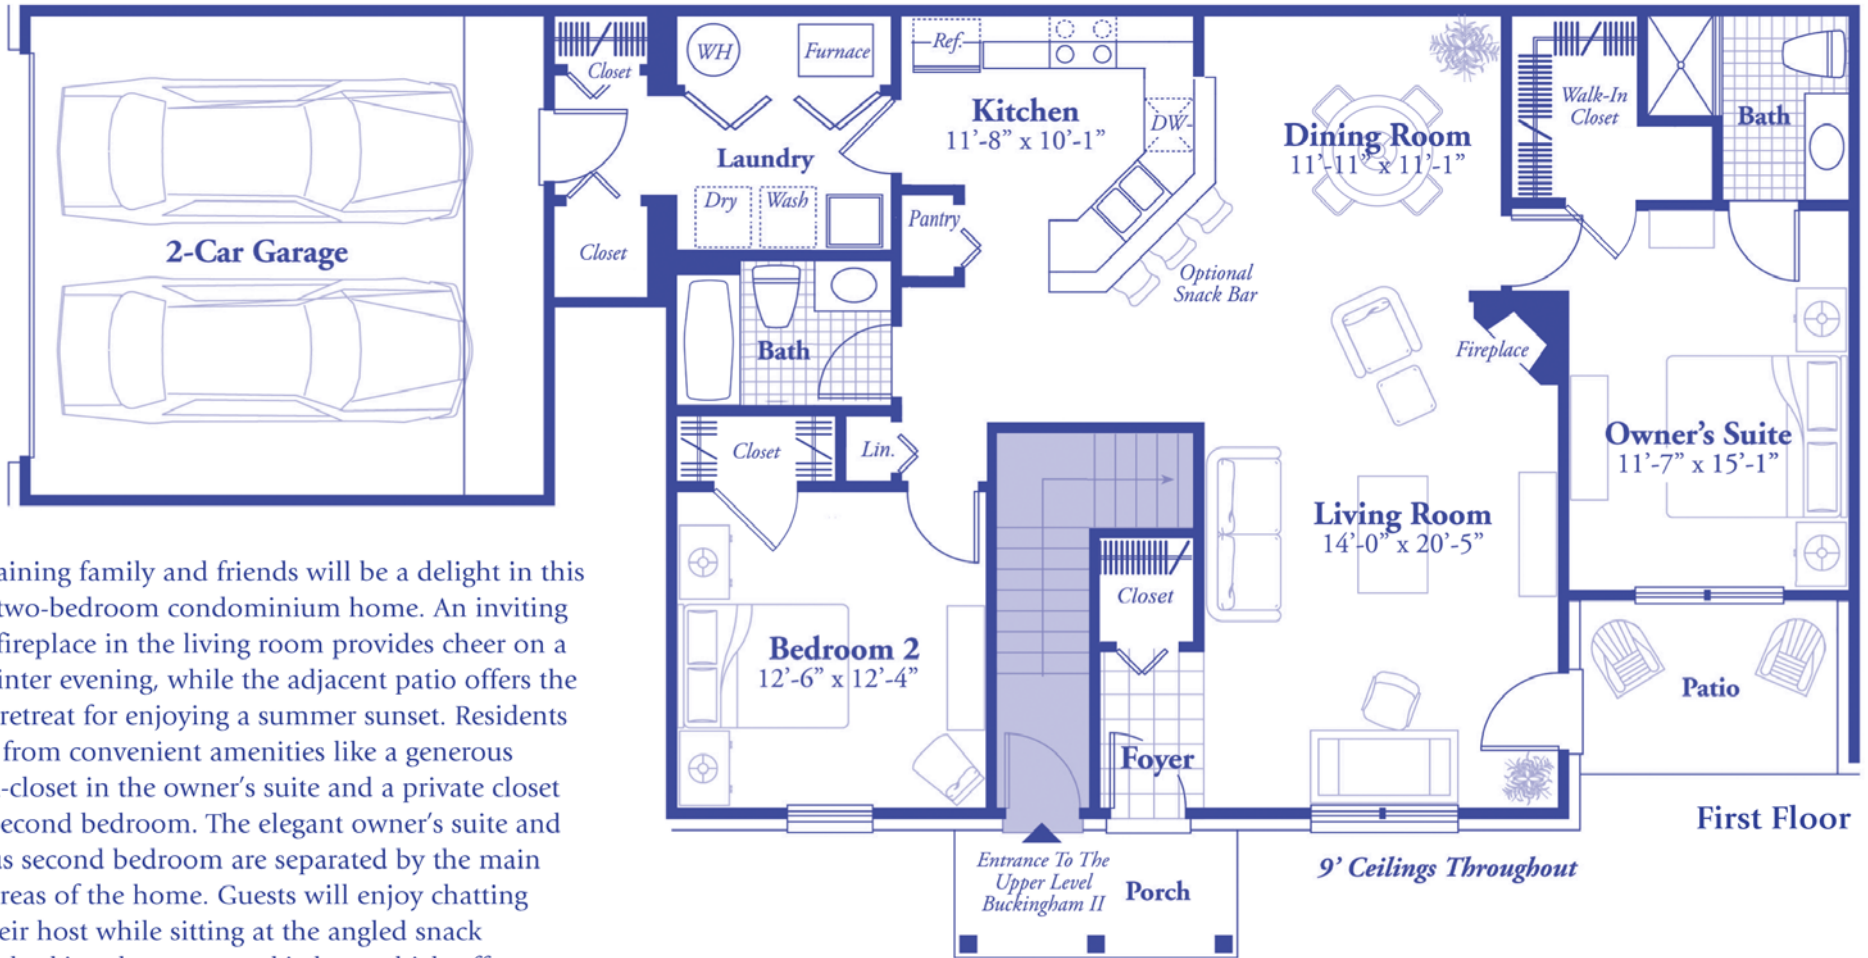 Closet
WH
Furnace
Ref.
Kitchen
11'-8” x 10'-1”
DW
Dining Room
11'-11” x 11'-1”
Walk-In
Closet
Bath
Laundry
Dry
Wash
Pantry
2-Car Garage
Closet
Optional
Snack Bar
Bath
Fireplace
Closet
Lin.
Owner's Suite
11'-7” x 15'-1”
Living Room
14'-0” x 20'-5”
Closet
Bedroom 2
12'-6” x 12'-4”
Patio
Foyer
First Floor
9' Ceilings Throughout
Entrance To The
Upper Level
Buckingham II
Porch
aining family and friends will be a delight in this
two-bedroom condominium home. An inviting
fireplace in the living room provides cheer on a
inter evening, while the adjacent patio offers the
retreat for enjoying a summer sunset. Residents
from convenient amenities like a generous
-closet in the owner's suite and a private closet
econd bedroom. The elegant owner's suite and
us second bedroom are separated by the main
reas of the home. Guests will enjoy chatting
eir host while sitting at the angled snack